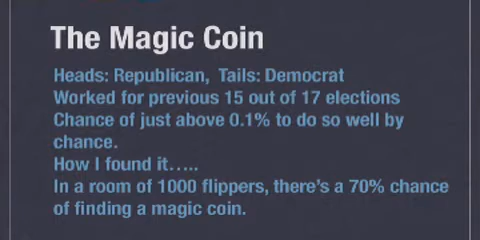 The Magic Coin
Heads: Republican, Tails: Democrat
Worked for previous 15 out of 17 elections
Chance of just above 0.1% to do so well by
chance.
How I found it…..
In a room of 1000 flippers, there's a 70% chance
of finding a magic coin.